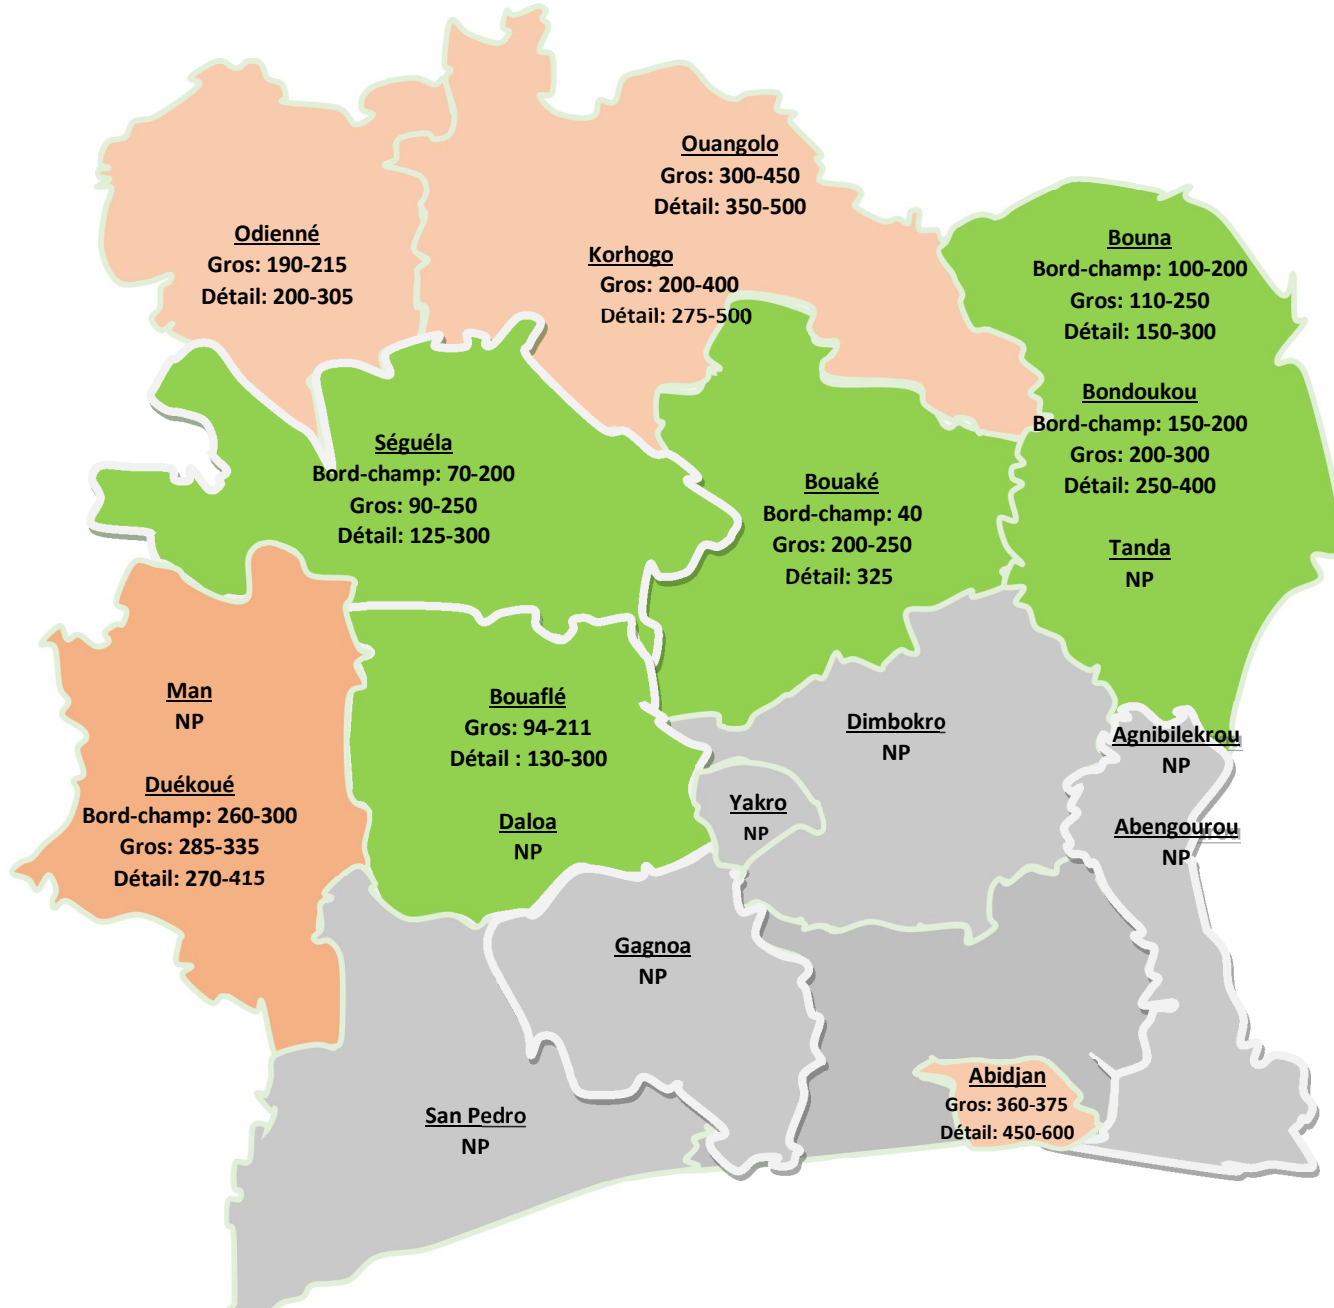 Ouangolo
Gros: 300-450
Détail: 350-500
Odienné
Gros: 190-215
Détail: 200-305
Korhogo
Gros: 200-400
Détail: 275-500
Bouna
Bord-champ: 100-200
Gros: 110-250
Détail: 150-300
Bondoukou
Bord-champ: 150-200
Gros: 200-300
Détail: 250-400
Tanda
NP
Séguéla
Bord-champ: 70-200
Gros: 90-250
Détail: 125-300
Bouaké
Bord-champ: 40
Gros: 200-250
Détail: 325
Man
NP
Duékoué
Bord-champ: 260-300
Gros: 285-335
Détail: 270-415
Bouaflé
Gros: 94-211
Détail : 130-300
Daloa
NP
Dimbokro
NP
Yakro
NP
Agnibilekrou
NP
Abengourou
NP
Gagnoa
NP
San Pedro
NP
Abidjan
Gros: 360-375
Détail: 450-600